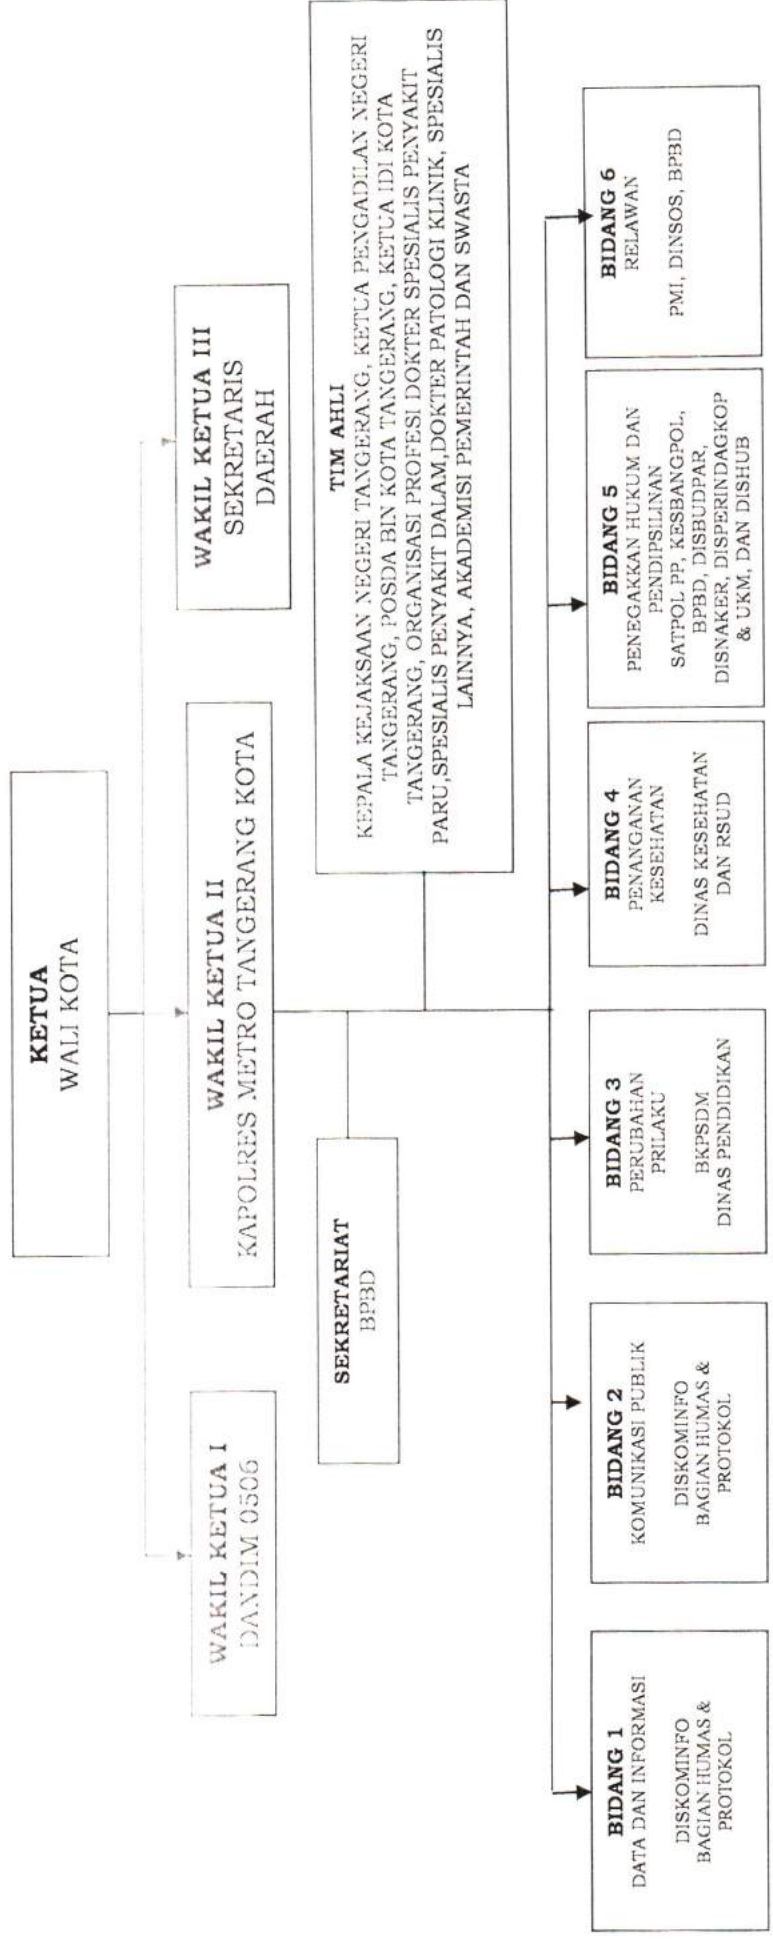 KETUA
WALI KOTA
WAKIL KETUA I
DANDIM 0506
WAKIL KETUA II
KAPOLRES METRO TANGERANG KOTA
WAKIL KETUA III
SEKRETARIS
DAERAH
SEKRETARIAT
BPBD
TIM AHLI
KEPALA KEJAKSAAN NEGERI TANGERANG, KETUA PENGADILAN NEGERI
TANGERANG, POSDA BIN KOTA TANGERANG, KETUA IDI KOTA
TANGERANG, ORGANISASI PROFESI DOKTER SPESIALIS PENYAKIT
PARU,SPESIALIS PENYAKIT DALAM,DOKTER PATOLOGI KLINIK, SPESIALIS
LAINNYA, AKADEMISI PEMERINTAH DAN SWASTA
BIDANG 1
DATA DAN INFORMASI
DISKOMINFO
BAGIAN HUMAS &
PROTOKOL
BIDANG 2
KOMUNIKASI PUBLIK
DISKOMINFO
BAGIAN HUMAS &
PROTOKOL
BIDANG 3
PERUBAHAN
PRILAKU
BKPSDM
DINAS PENDIDIKAN
BIDANG 4
PENANGANAN
KESEHATAN
DINAS KESEHATAN
DAN RSUD
BIDANG 5
PENEGAKKAN HUKUM DAN
PENDIPSILINAN
SATPOL PP, KESBANGPOL,
BPBD, DISBUDPAR,
DISNAKER, DISPERINDAGKOP
& UKM, DAN DISHUB
BIDANG 6
RELAWAN
PMI, DINSOS, BPBD